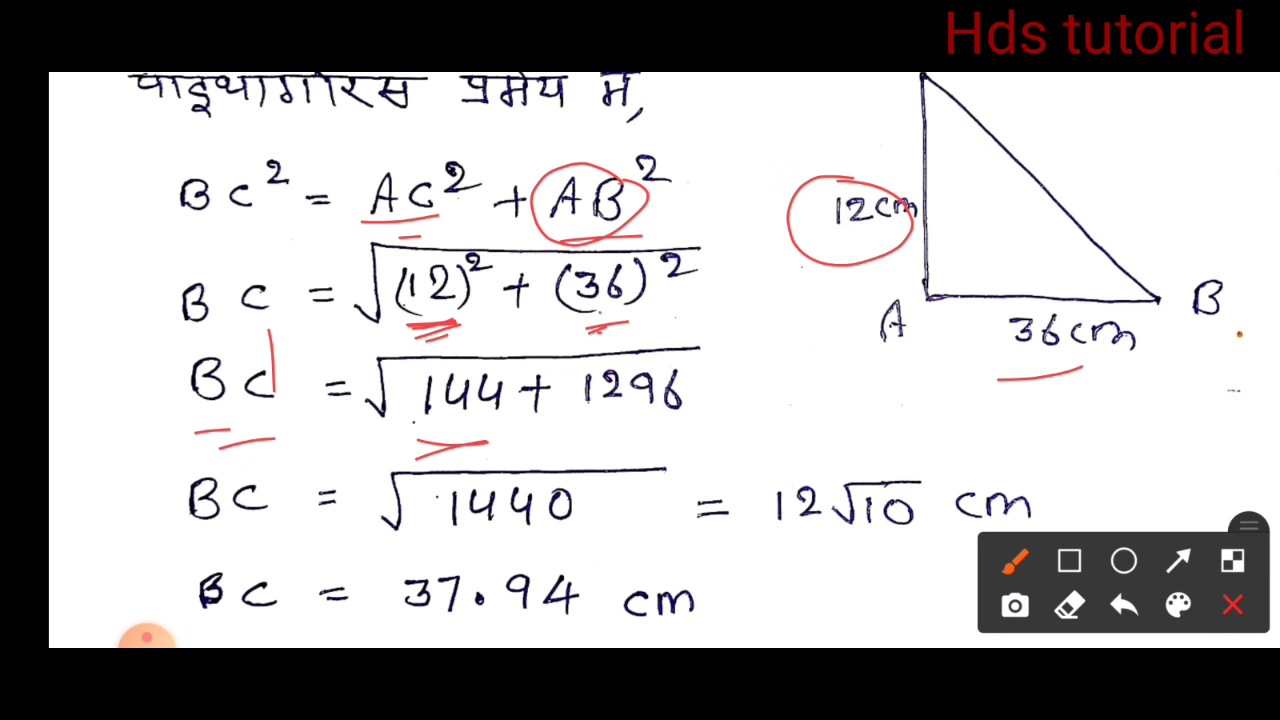 Hds tutorial
पाइथागोरस प्रमेय में,
BC² = AC² + AB²
BC = √(12)² + (36)²
BC = √144 + 1296
BC = √1440 = 12√10 cm
BC = 37.94 cm
12cm
A
B
36cm